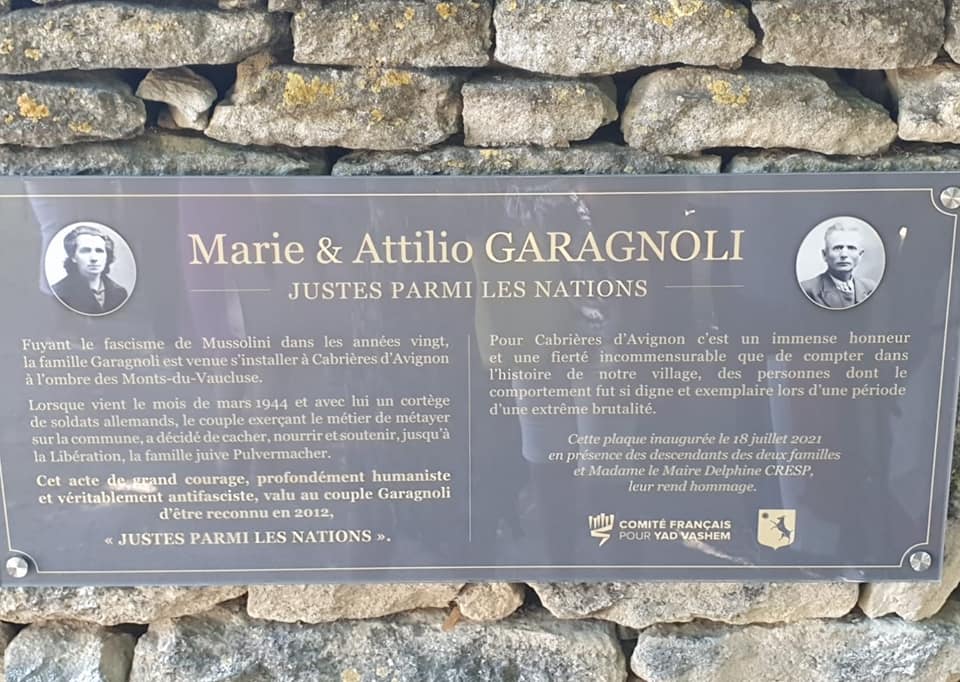 Marie & Attilio GARAGNOLI
JUSTES PARMI LES NATIONS
Fuyant le fascisme de Mussolini dans les années vingt,
la famille Garagnoli est venue s'installer à Cabrières d'Avignon
à l'ombre des Monts-du-Vaucluse.
Lorsque vient le mois de mars 1944 et avec lui un cortège
de soldats allemands, le couple exerçant le métier de métayer
sur la commune, a décidé de cacher, nourrir et soutenir, jusqu'à
la Libération, la famille juive Pulvermacher.
Cet acte de grand courage, profondément humaniste
et véritablement antifasciste, valu au couple Garagnoli
d'être reconnu en 2012,
« JUSTES PARMI LES NATIONS ».
Pour Cabrières d'Avignon c'est un immense honneur
et une fierté incommensurable que de compter dans
l'histoire de notre village, des personnes dont le
comportement fut si digne et exemplaire lors d'une période
d'une extrême brutalité.
Cette plaque inaugurée le 18 juillet 2021
en présence des descendants des deux familles
et Madame le Maire Delphine CRESP,
leur rend hommage.
COMITÉ FRANÇAIS
POUR YAD VASHEM